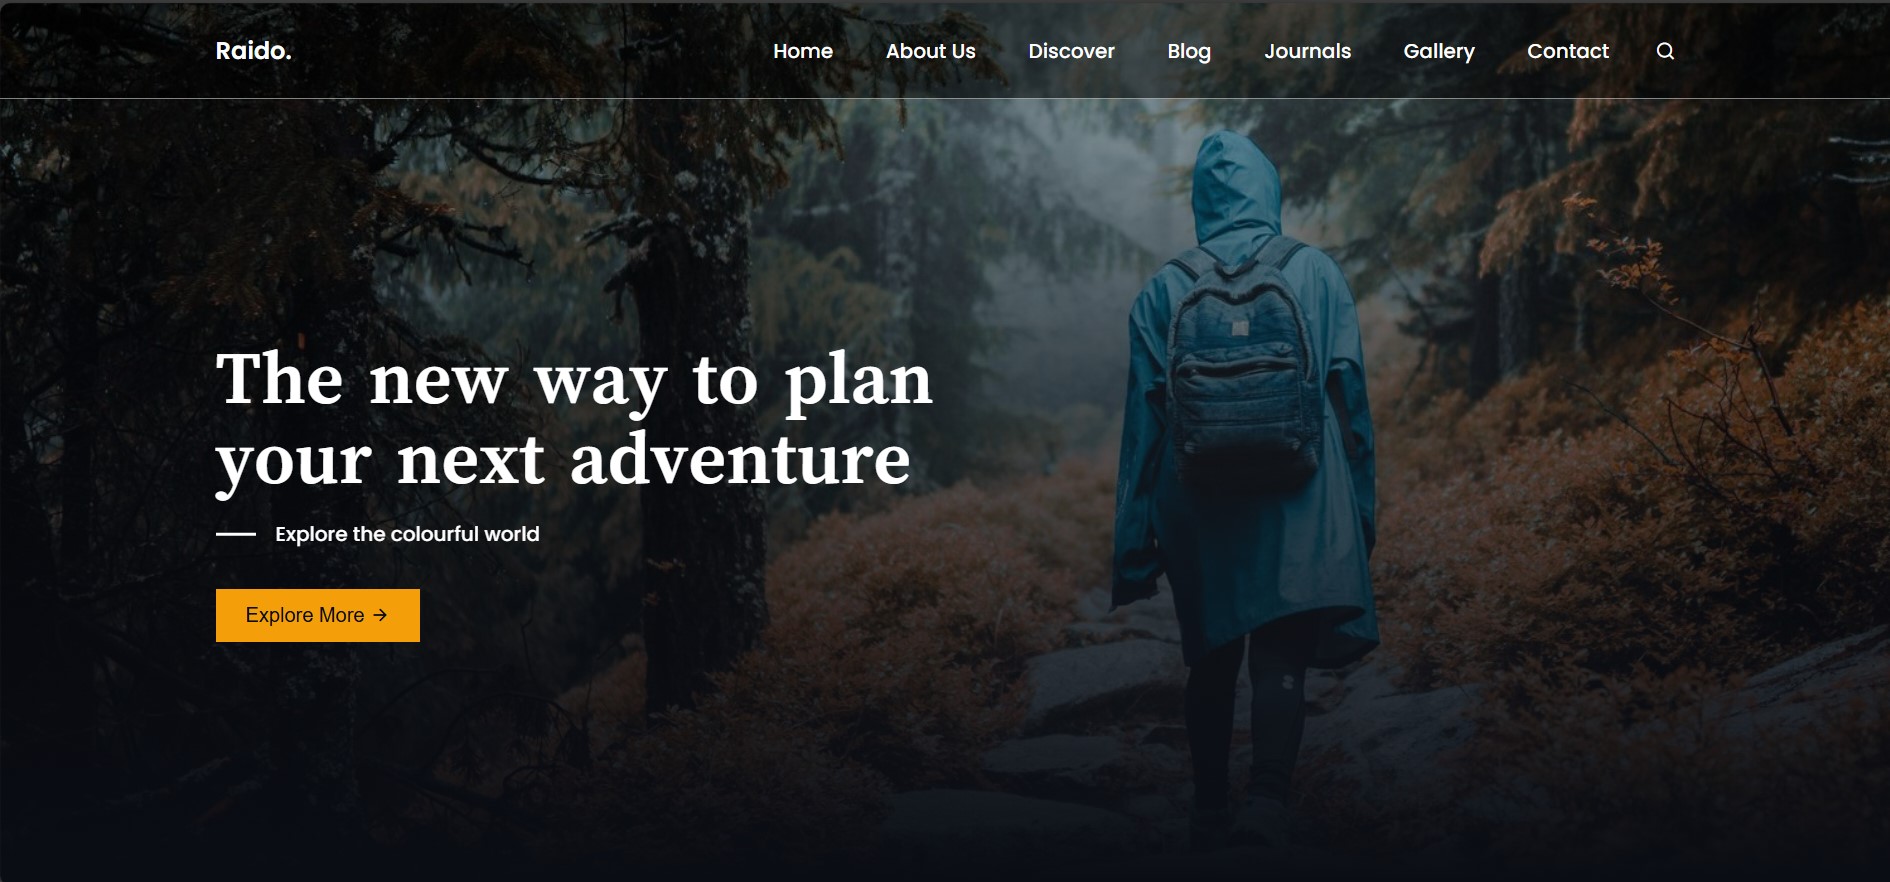 Raido.
Home About Us Discover Blog Journals Gallery Contact
The new way to plan
your next adventure
Explore the colourful world
Explore More →